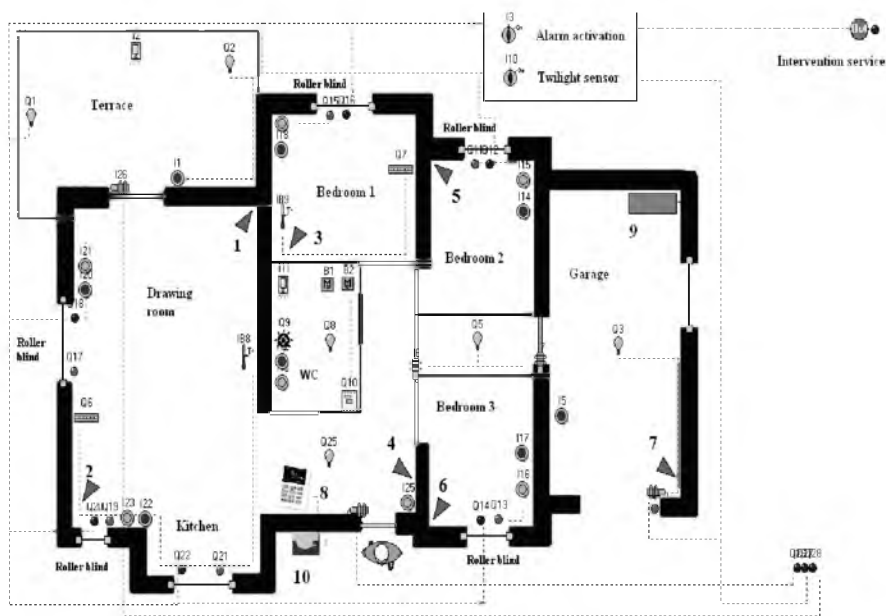 I3
Alarm activation
I10
Twilight sensor
Intervention service
Q1
Q2
Terrace
I1
I26
Roller blind
Q7
Bedroom 1
Roller blind
I15
I14
5
Bedroom 2
1
3
9
Garage
I21
I20
Drawing
room
Roller
blind
Q17
Q6
I11
B1
B2
Q9
Q8
WC
Q10
Q5
Q3
I5
Bedroom 3
I17
I16
Q25
4
I25
6
7
2
Q19
I23
I22
Kitchen
8
Q14
Q13
Roller blind
Q22
Q21
10
Roller blind